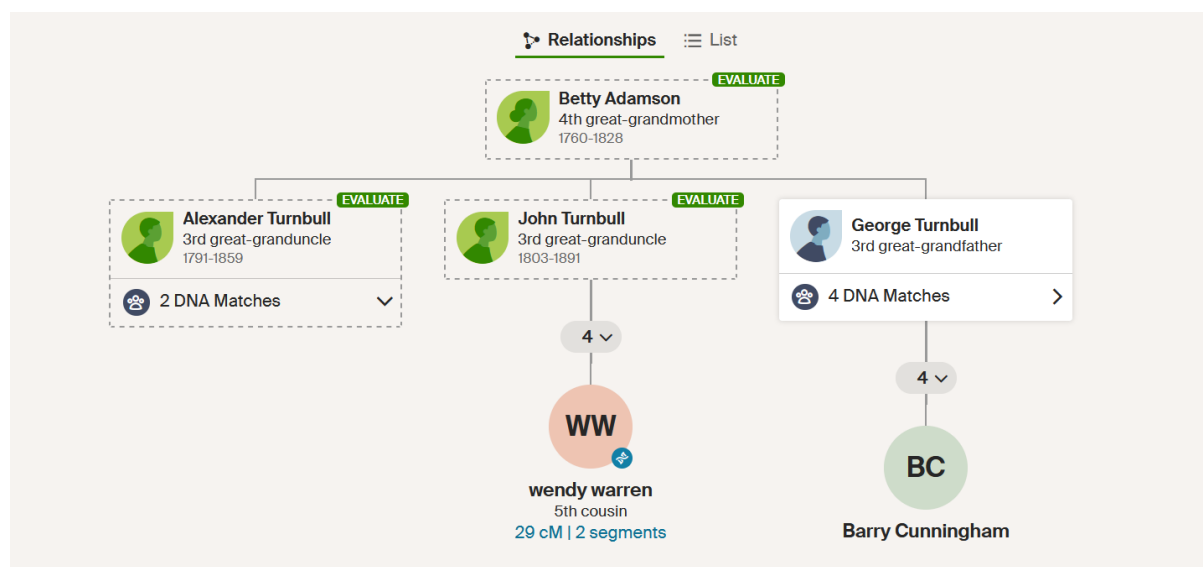 Relationships
List
EVALUATE
Betty Adamson
4th great-grandmother
1760-1828
EVALUATE
Alexander Turnbull
3rd great-granduncle
1791-1859
2 DNA Matches
EVALUATE
John Turnbull
3rd great-granduncle
1803-1891
George Turnbull
3rd great-grandfather
4 DNA Matches
4
WW
wendy warren
5th cousin
29 cM | 2 segments
4
BC
Barry Cunningham